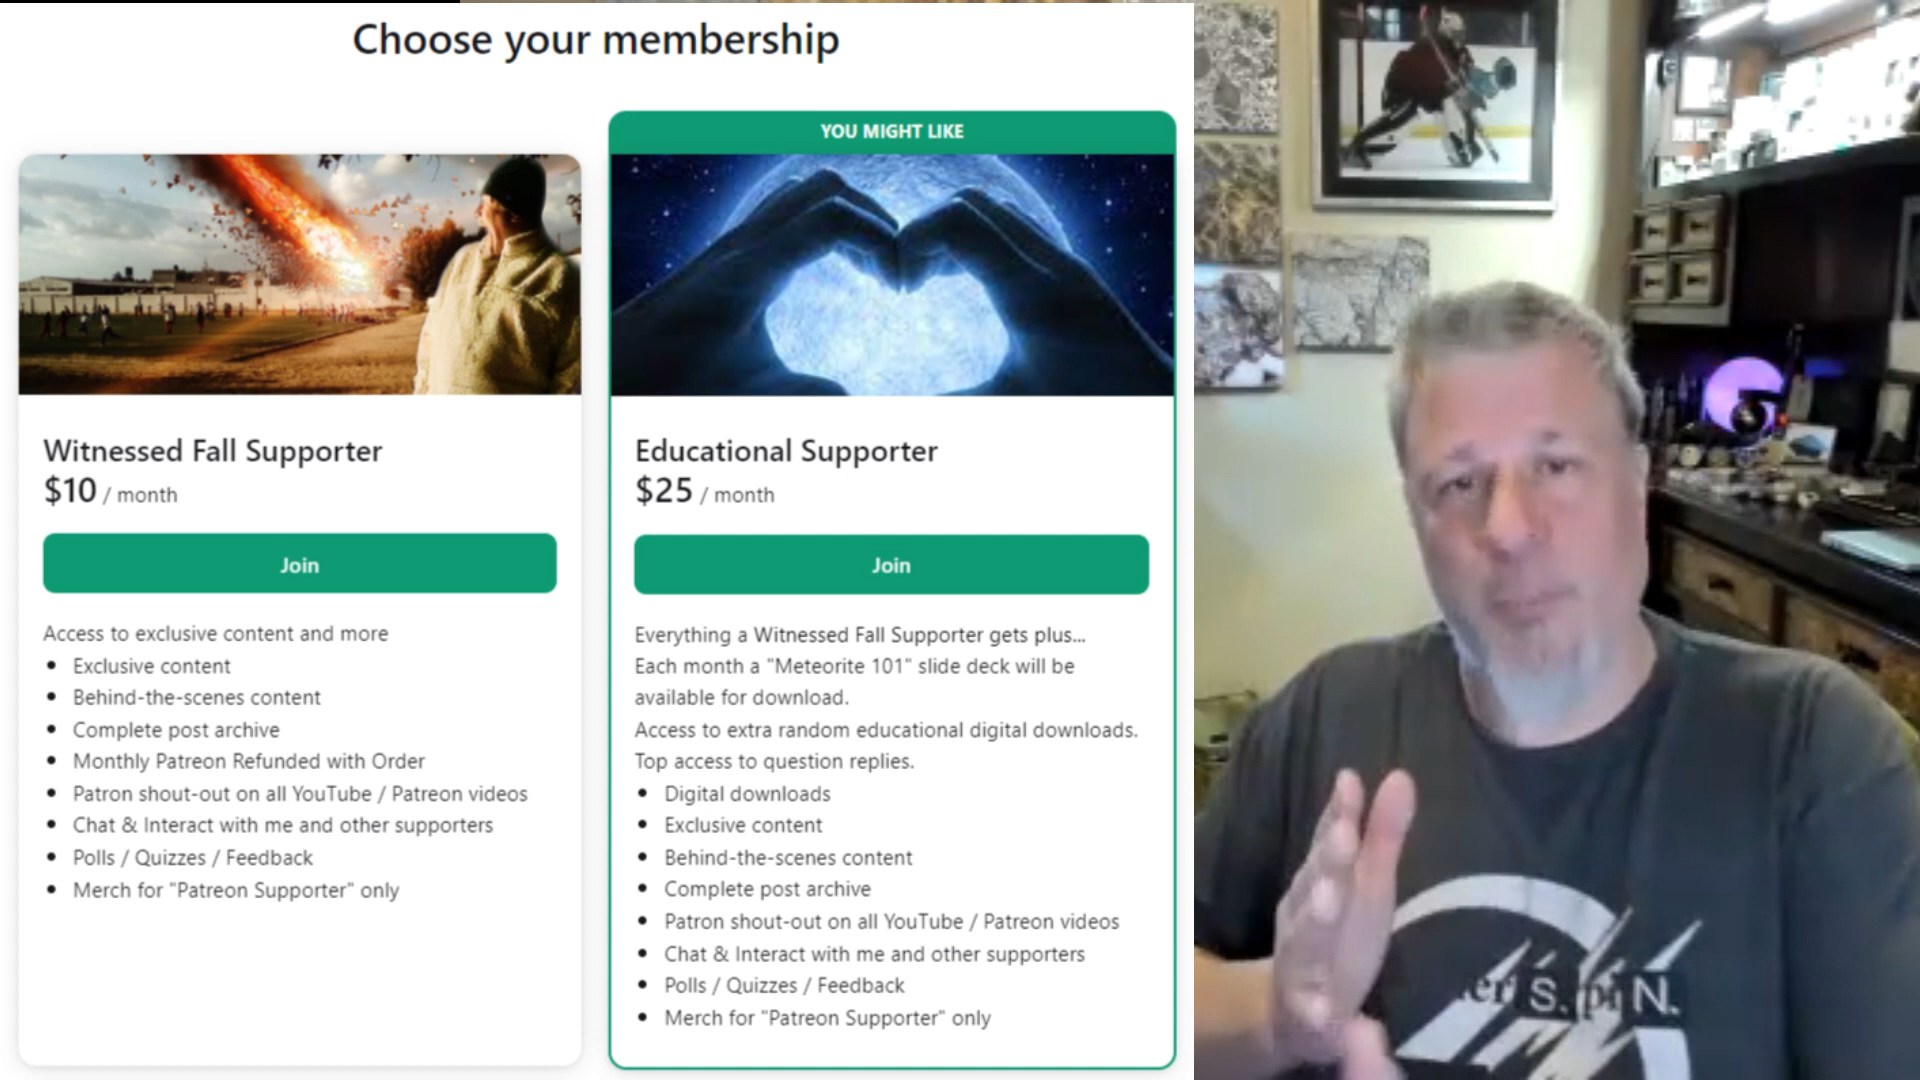 Choose your membership
Witnessed Fall Supporter
$10 / month
Join
Access to exclusive content and more
• Exclusive content
• Behind-the-scenes content
• Complete post archive
• Monthly Patreon Refunded with Order
• Patron shout-out on all YouTube / Patreon videos
• Chat & Interact with me and other supporters
• Polls / Quizzes / Feedback
• Merch for "Patreon Supporter" only
YOU MIGHT LIKE
Educational Supporter
$25 / month
Join
Everything a Witnessed Fall Supporter gets plus...
Each month a "Meteorite 101" slide deck will be
available for download.
Access to extra random educational digital downloads.
Top access to question replies.
• Digital downloads
• Exclusive content
• Behind-the-scenes content
• Complete post archive
• Patron shout-out on all YouTube / Patreon videos
• Chat & Interact with me and other supporters
• Polls / Quizzes / Feedback
• Merch for "Patreon Supporter" only